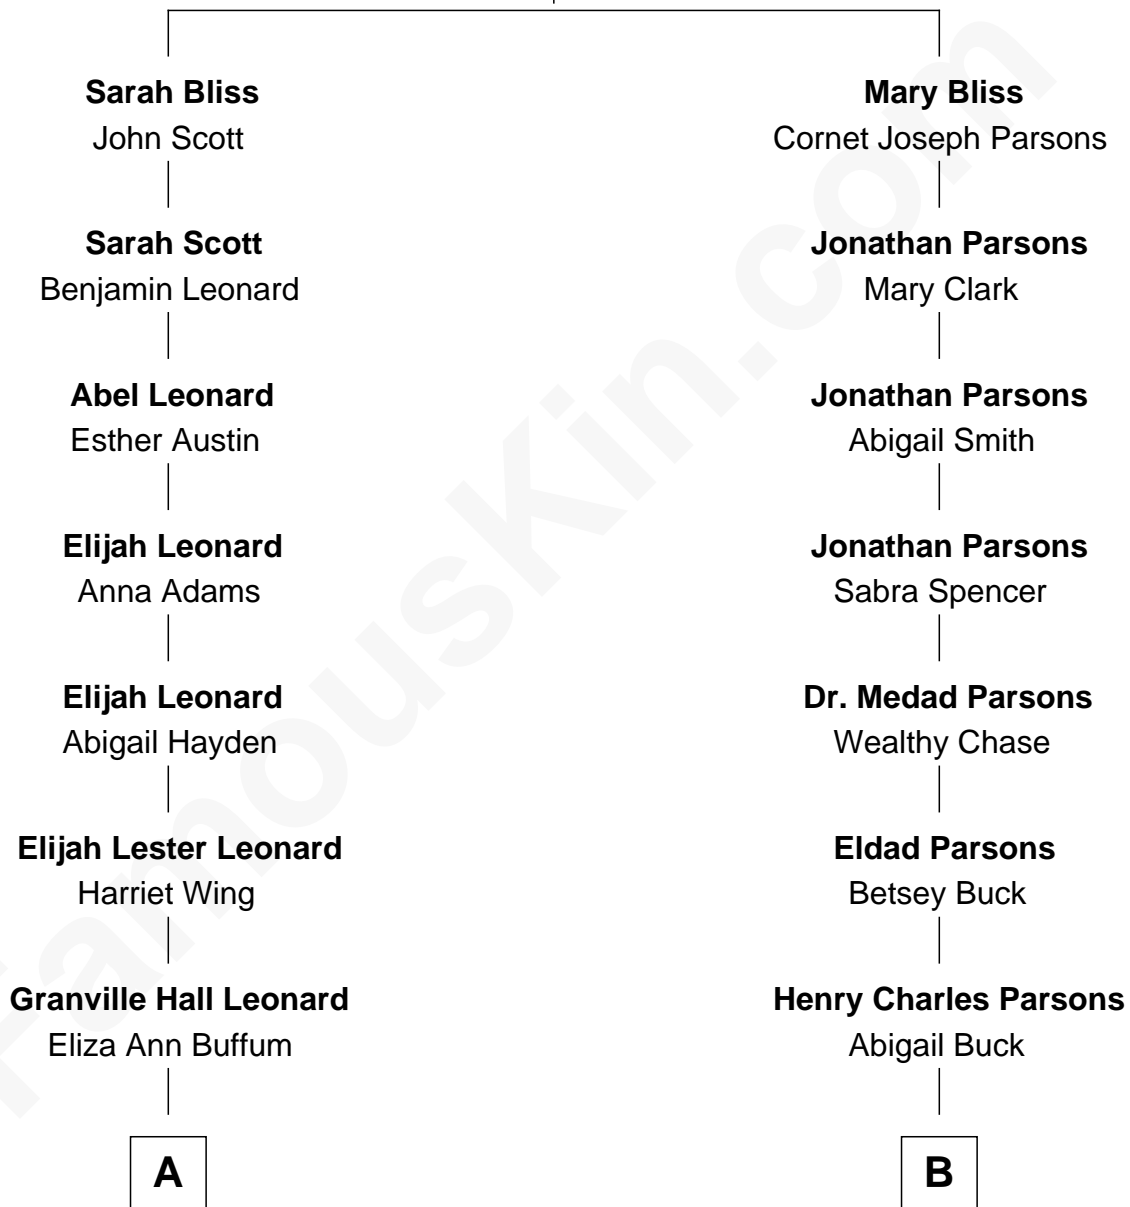 Sarah Bliss
John Scott
Mary Bliss
Cornet Joseph Parsons
Sarah Scott
Benjamin Leonard
Jonathan Parsons
Mary Clark
Abel Leonard
Esther Austin
Jonathan Parsons
Abigail Smith
Elijah Leonard
Anna Adams
Jonathan Parsons
Sabra Spencer
Elijah Leonard
Abigail Hayden
Dr. Medad Parsons
Wealthy Chase
Elijah Lester Leonard
Harriet Wing
Eldad Parsons
Betsey Buck
Granville Hall Leonard
Eliza Ann Buffum
Henry Charles Parsons
Abigail Buck
A
B
FamousKin.com